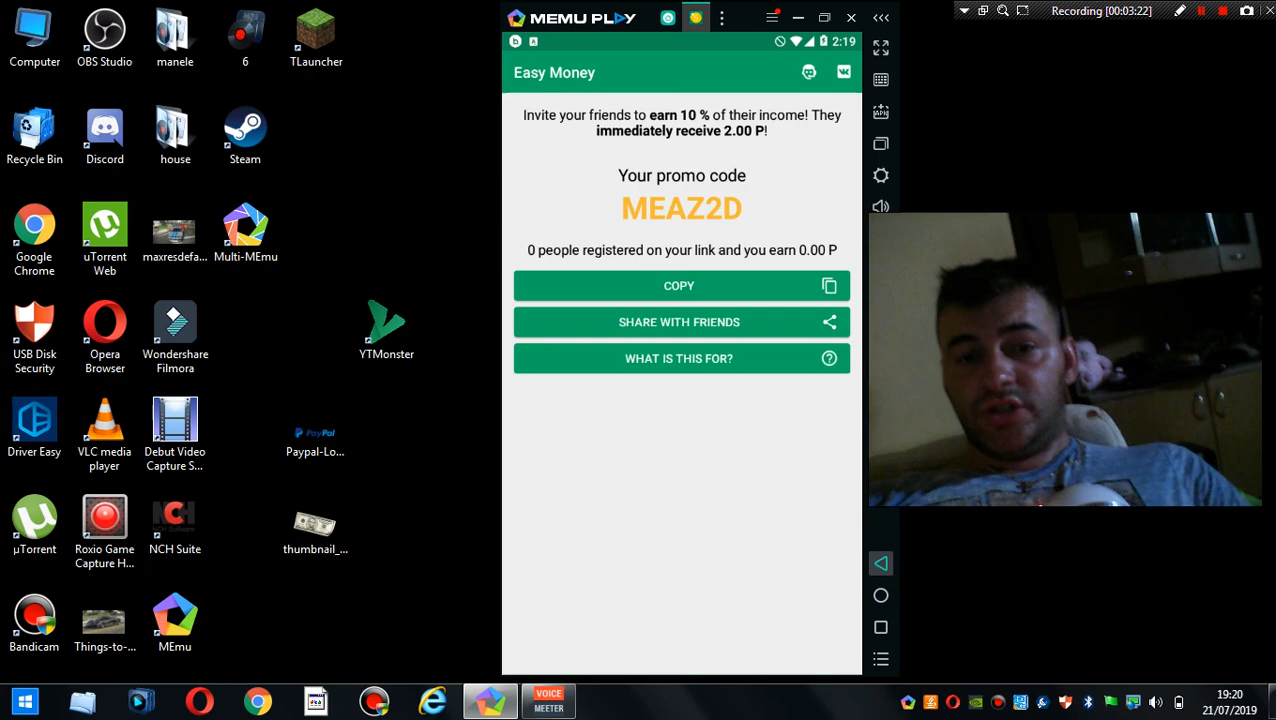 Computer
OBS Studio
manele
6
TLauncher
Recycle Bin
Discord
house
Steam
Google
Chrome
uTorrent
Web
maxresdefa...
Multi-MEmu
USB Disk
Security
Opera
Browser
Wondershare
Filmora
YTMonster
Driver Easy
VLC media
player
Debut Video
Capture S...
PayPal
Paypal-Lo...
µTorrent
Roxio Game
Capture H...
NCH
NCH Suite
thumbnail_...
Bandicam
Things-to-...
MEmu
MEMU PLAY
2:19
Easy Money
Invite your friends to earn 10 % of their income! They
immediately receive 2.00 P!
Your promo code
MEAZ2D
0 people registered on your link and you earn 0.00 P
COPY
SHARE WITH FRIENDS
WHAT IS THIS FOR?
Recording [00:03:22]
VOICE
MEETER
19:20
21/07/2019